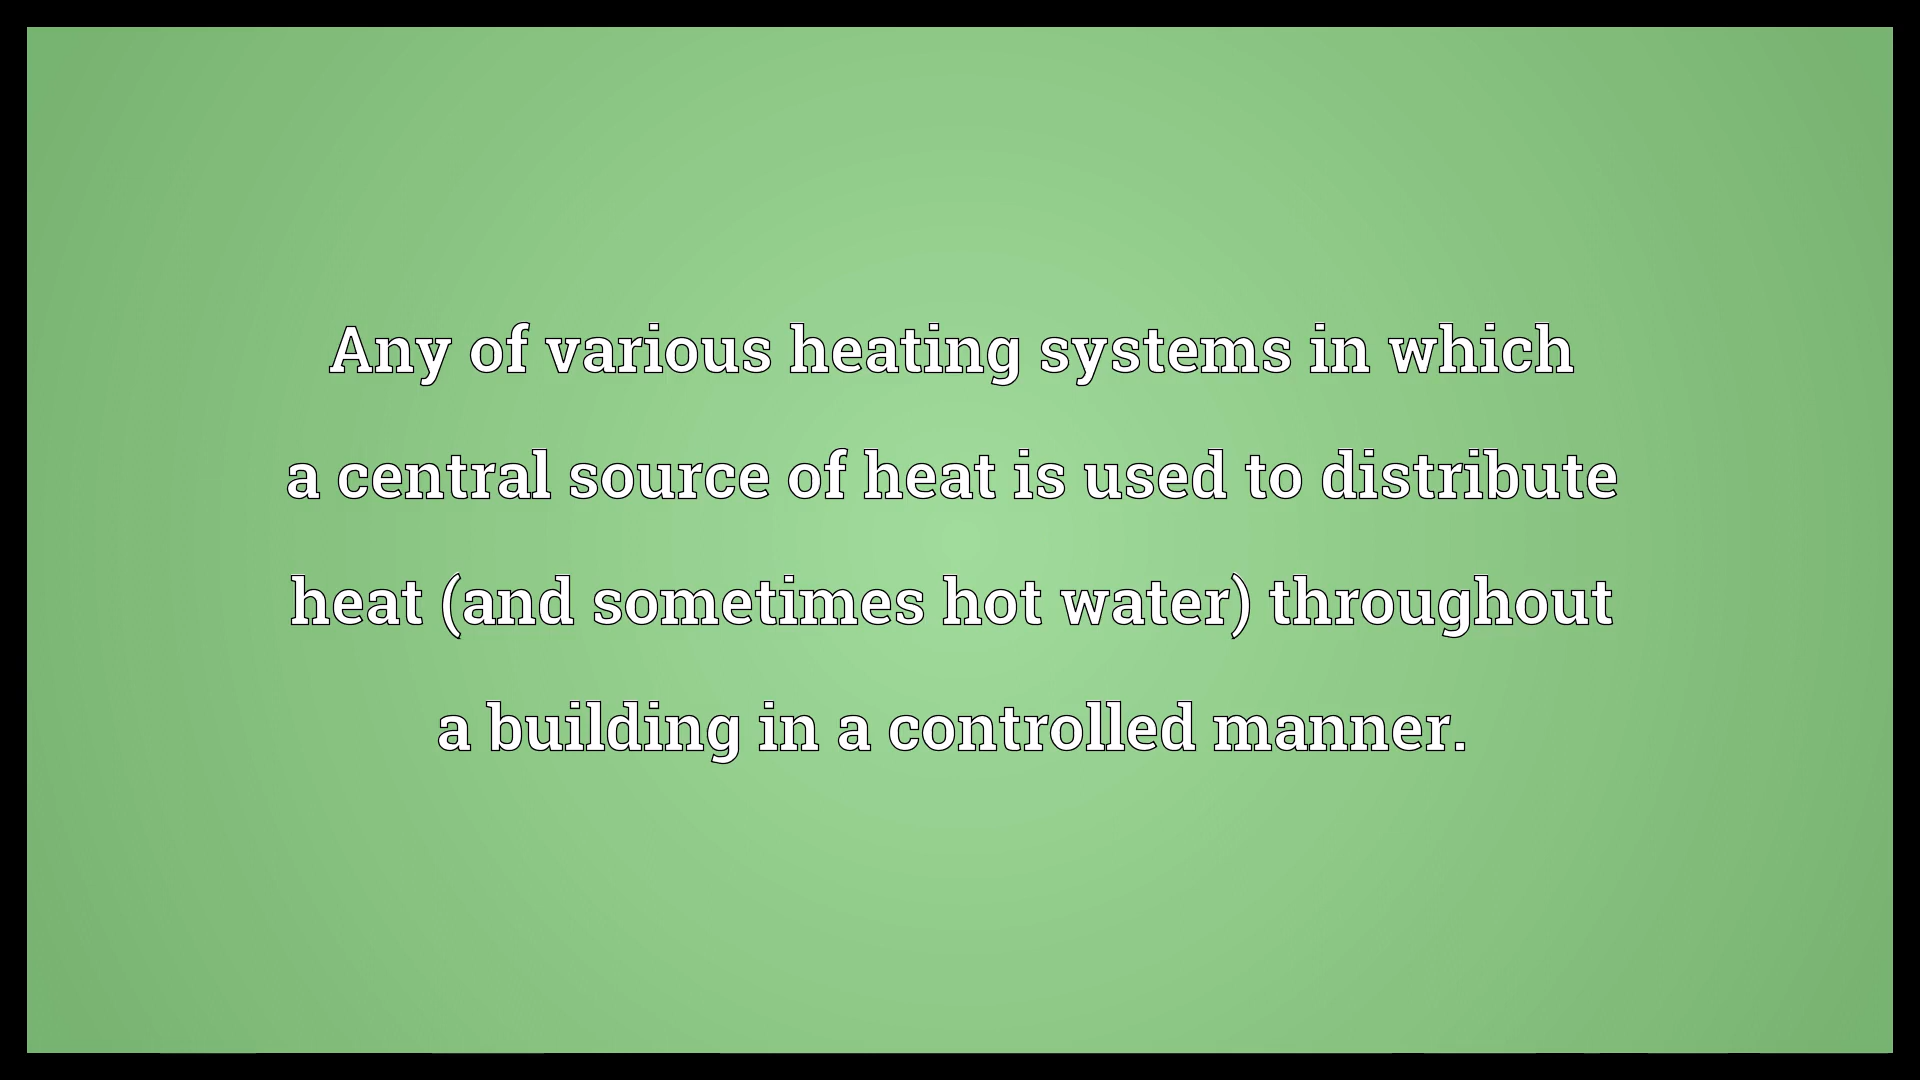 Any of various heating systems in which
a central source of heat is used to distribute
heat (and sometimes hot water) throughout
a building in a controlled manner.